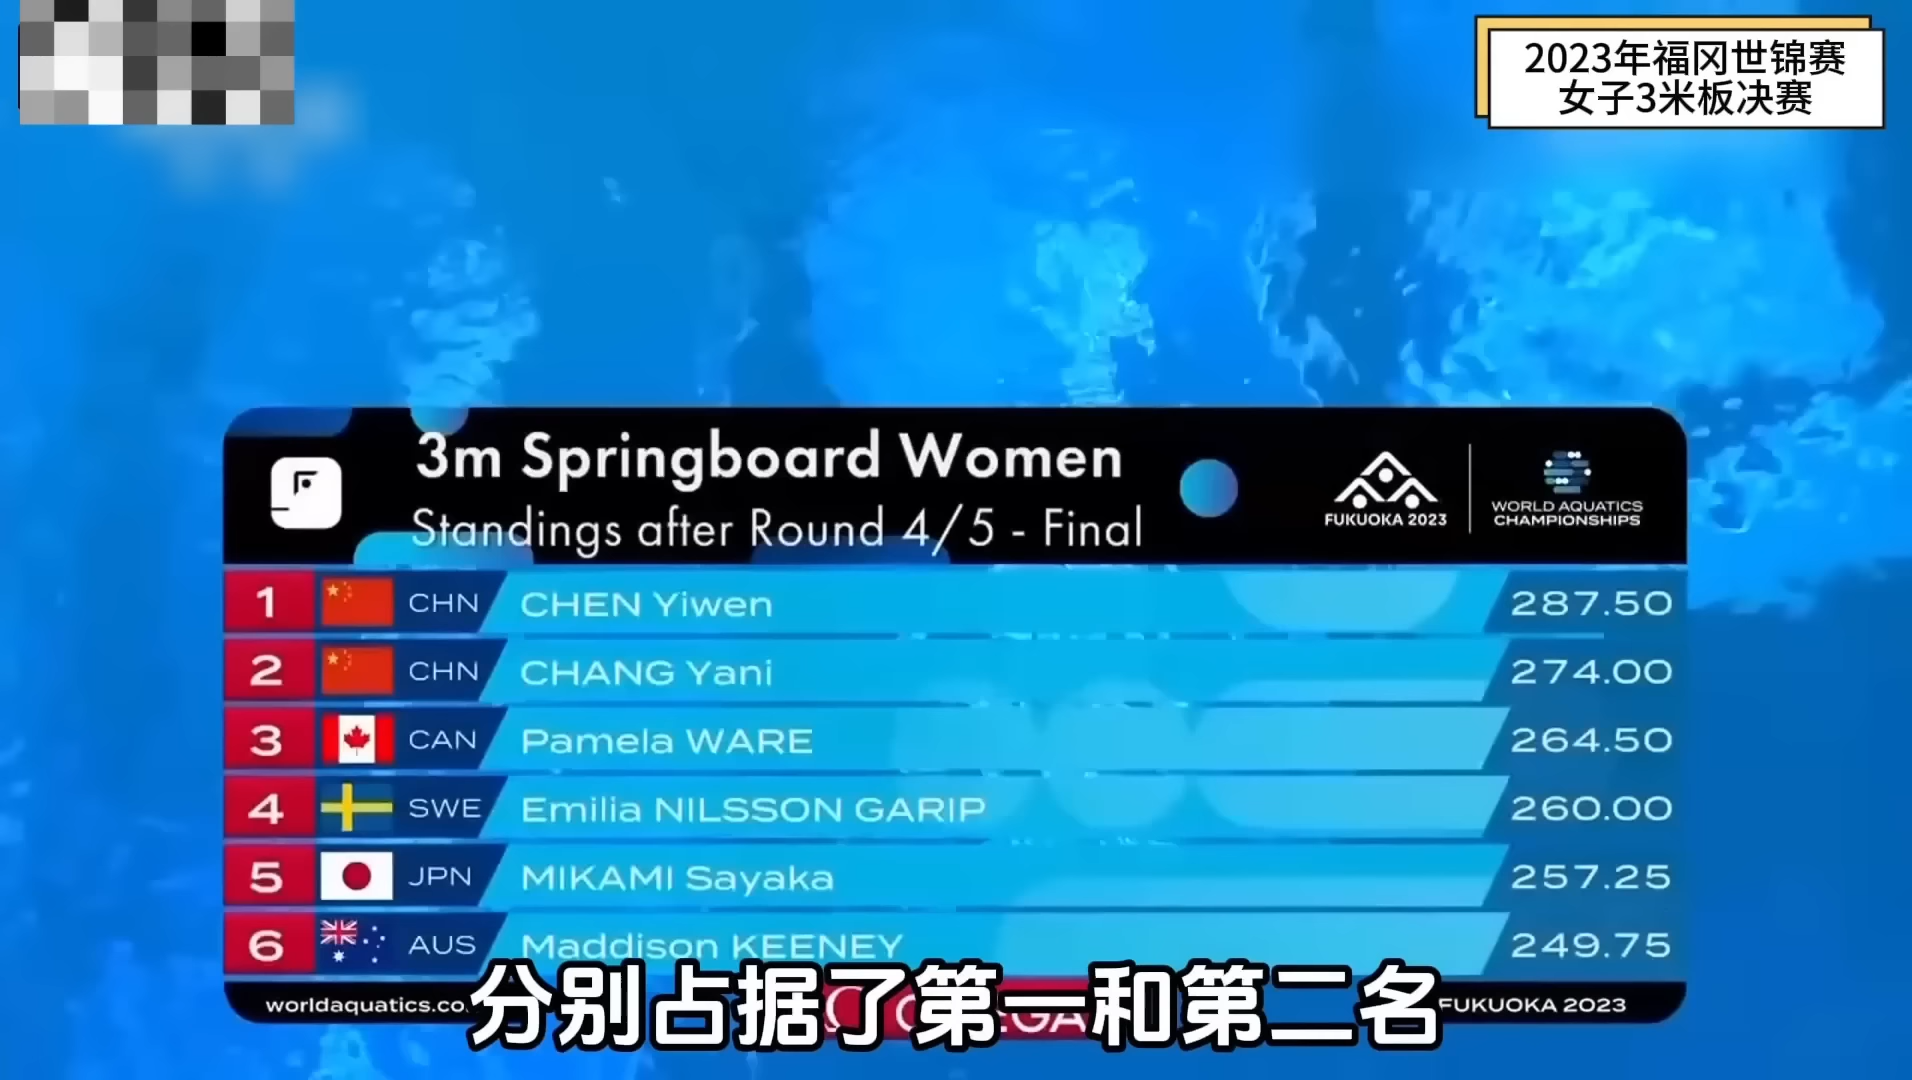 2023年福冈世锦赛
女子3米板决赛
3m Springboard Women
Standings after Round 4/5 - Final
FUKUOKA 2023
WORLD AQUATICS
CHAMPIONSHIPS
1 CHN CHEN Yiwen 287.50
2 CHN CHANG Yani 274.00
3 CAN Pamela WARE 264.50
4 SWE Emilia NILSSON GARIP 260.00
5 JPN MIKAMI Sayaka 257.25
6 AUS Maddison KEENEY 249.75
worldaquatics.co
FUKUOKA 2023
分别占据了第一和第二名